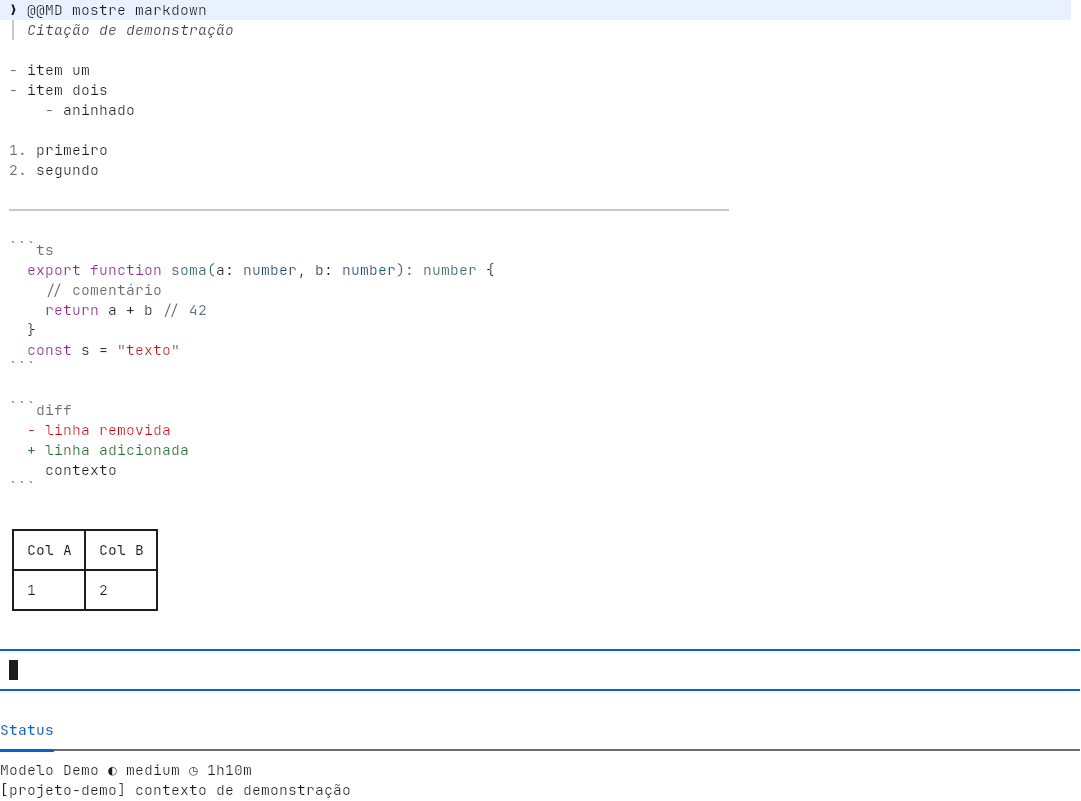 ❯ @@MD mostre markdown
Citação de demonstração
- item um
- item dois
    - aninhado
1. primeiro
2. segundo
```ts
  export function soma(a: number, b: number): number {
    // comentário
    return a + b // 42
  }
  const s = "texto"
```
```diff
  - linha removida
  + linha adicionada
    contexto
```
Col A Col B
1 2
Status
Modelo Demo ◐ medium ◷ 1h10m
[projeto-demo] contexto de demonstração